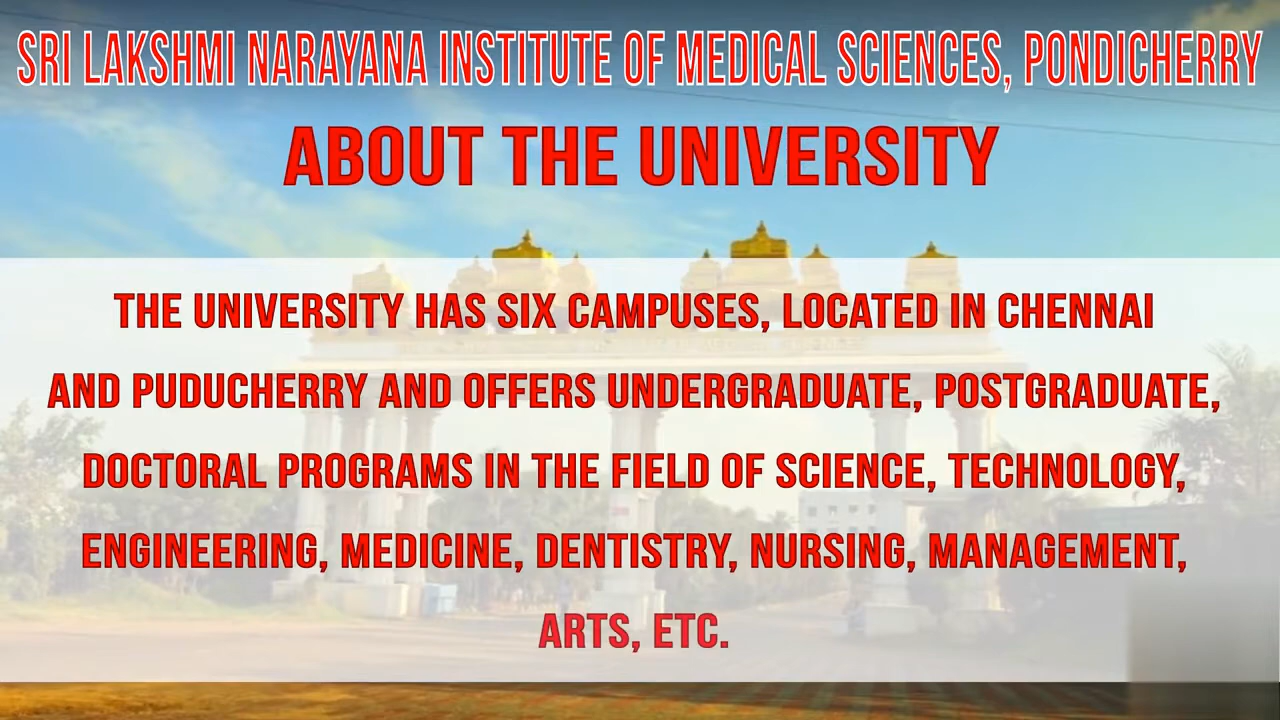 SRI LAKSHMI NARAYANA INSTITUTE OF MEDICAL SCIENCES, PONDICHERRY
ABOUT THE UNIVERSITY
THE UNIVERSITY HAS SIX CAMPUSES, LOCATED IN CHENNAI
AND PUDUCHERRY AND OFFERS UNDERGRADUATE, POSTGRADUATE,
DOCTORAL PROGRAMS IN THE FIELD OF SCIENCE, TECHNOLOGY,
ENGINEERING, MEDICINE, DENTISTRY, NURSING, MANAGEMENT,
ARTS, ETC.